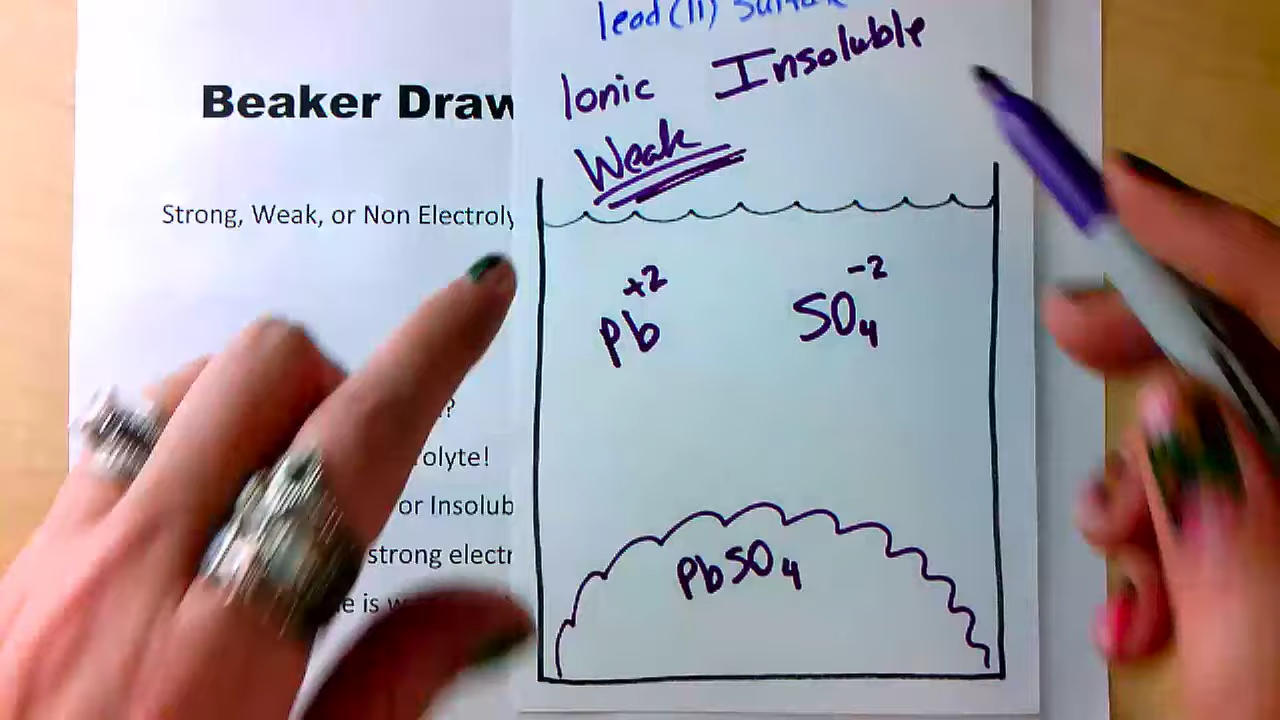 lead (II)
Ionic Insoluble
Weak
Beaker Draw
Strong, Weak, or Non Electroly
Pb+2 SO4-2
?
olyte!
or Insolub
strong electr
e is
PbSO4